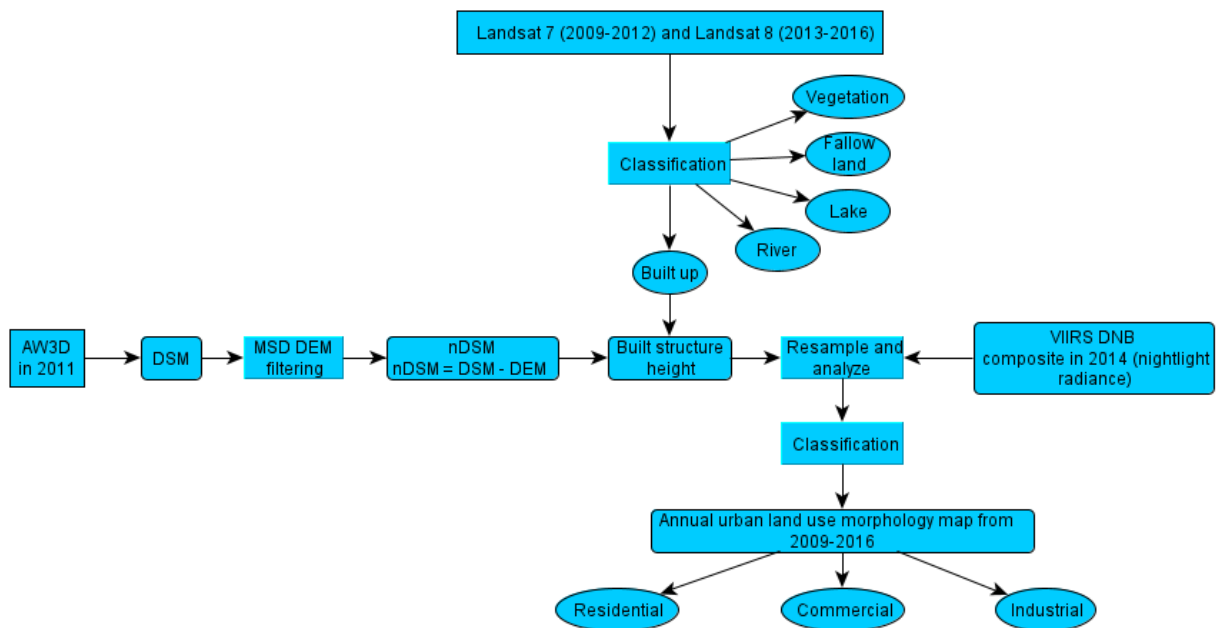 Landsat 7 (2009-2012) and Landsat 8 (2013-2016)
Vegetation
Fallow
land
Classification
Lake
River
Built up
AW3D
in 2011
DSM
MSD DEM
filtering
nDSM
nDSM = DSM - DEM
Built structure
height
Resample and
analyze
VIIRS DNB
composite in 2014 (nightlight
radiance)
Classification
Annual urban land use morphology map from
2009-2016
Residential
Commercial
Industrial